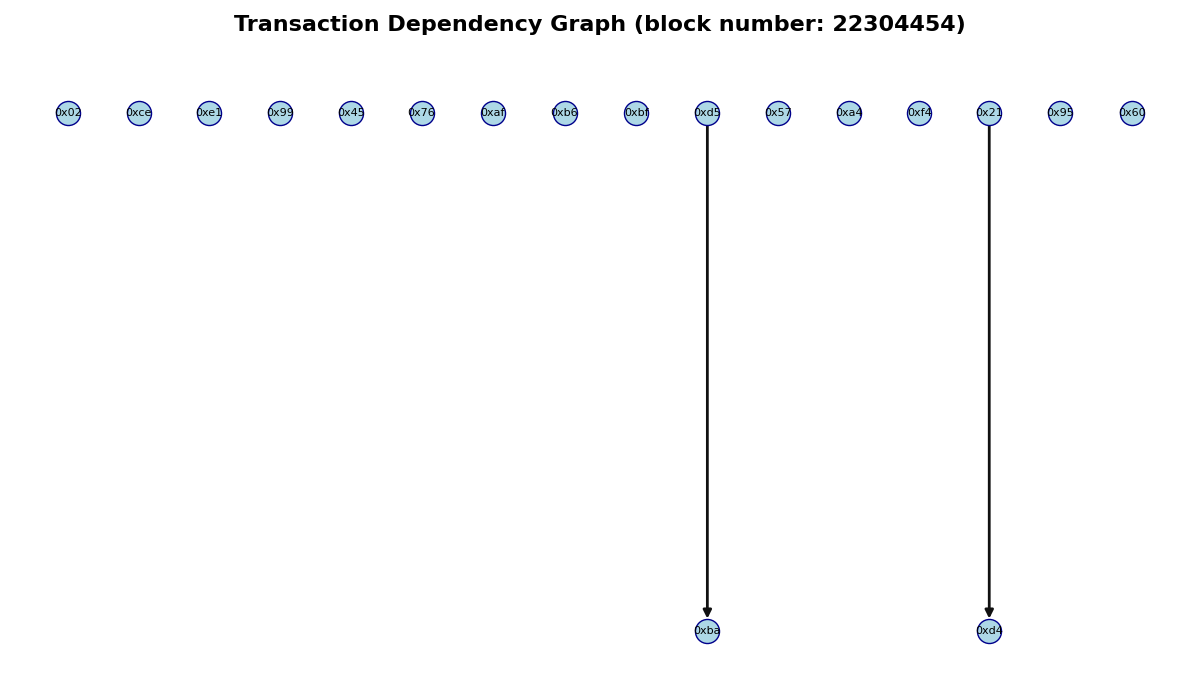 Transaction Dependency Graph (block number: 22304454)
0x02 0xce 0xe1 0x99 0x45 0x76 0xaf 0xb6 0xbf 0xd5 0x57 0xa4 0xf4 0x21 0x95 0x60
0xba 0xd4